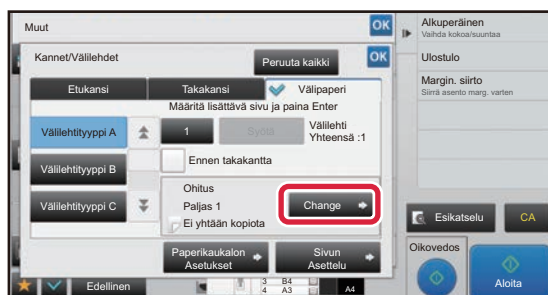 Muut
OK
Kannet/Välilehdet
Peruuta kaikki
OK
Etukansi
Takakansi
Välipaperi
Määritä lisättävä sivu ja paina Enter
Välilehtityyppi A
1
Syötä
Välilehti
Yhteensä :1
Ennen takakantta
Välilehtityyppi B
Ohitus
Paljas 1
Ei yhtään kopiota
Change
Välilehtityyppi C
Paperikaukalon
Asetukset
Sivun
Asettelu
Edellinen
3 B4
4 A3
A4
Alkuperäinen
Vaihda kokoa/suuntaa
Ulostulo
Margin. siirto
Siirrä asento marg. varten
Esikatselu
CA
Oikovedos
Aloita